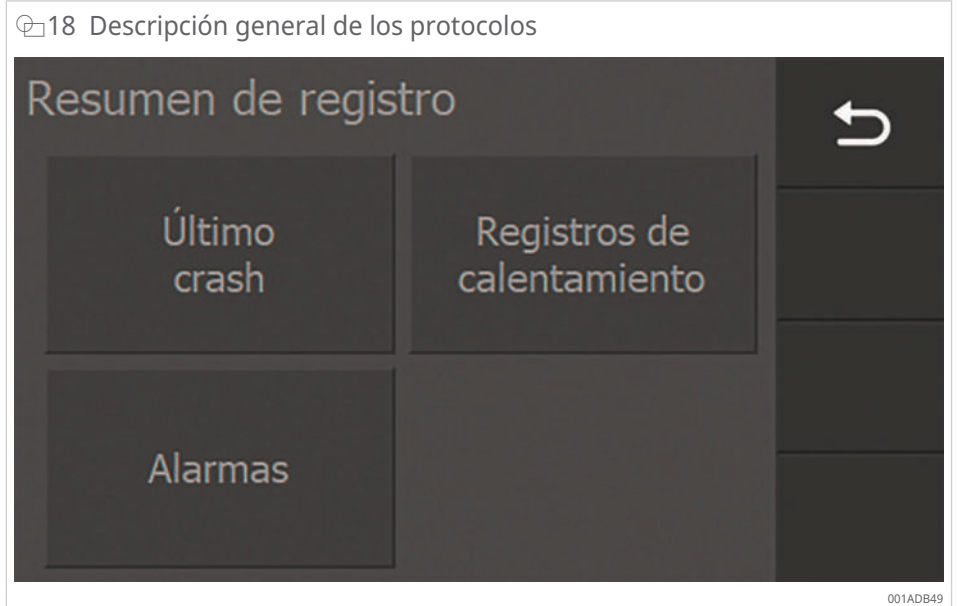 18 Descripción general de los protocolos
Resumen de registro
Último
crash
Registros de
calentamiento
Alarmas
001ADB49